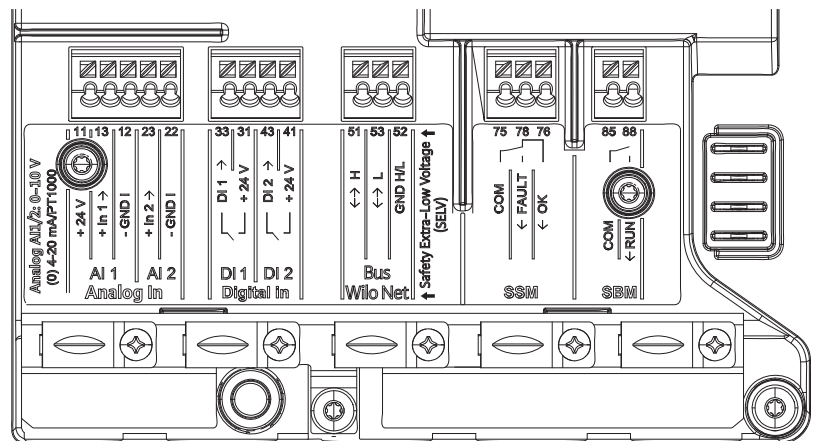 11 13 12 23 22
33 31 43 41
51 53 52
75 78 76
85 88
Analog AI1/2: 0–10 V
(0) 4-20 mA/PT1000
+ 24 V
+ In 1 →
- GND I
+ In 2 →
- GND I
AI 1
AI 2
Analog In
DI 1 →
+ 24 V
DI 2 →
+ 24 V
DI 1
DI 2
Digital in
<-> H
<-> L
GND H/L
Bus
Wilo Net
← Safety Extra-Low Voltage →
(SELV)
COM
← FAULT
← OK
SSM
COM
← RUN
SBM